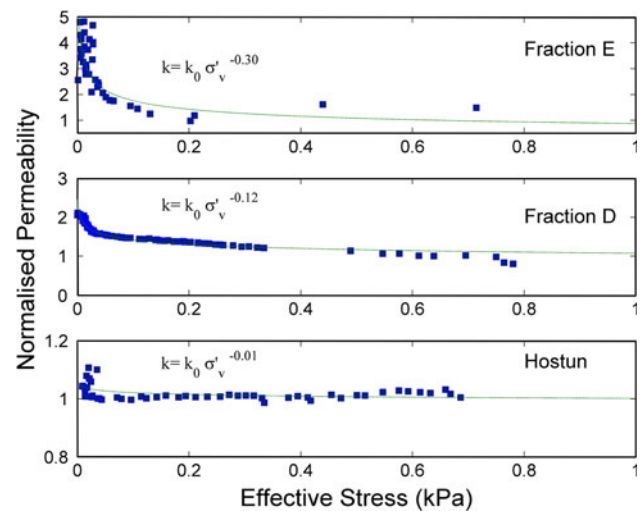 Normalised Permeability
5
4
3
2
1
k= k₀ σ'ᵥ ⁻⁰·³⁰
Fraction E
0 0.2 0.4 0.6 0.8 1
3
2
1
0
k= k₀ σ'ᵥ ⁻⁰·¹²
Fraction D
0 0.2 0.4 0.6 0.8 1
1.2
1
0.8
k= k₀ σ'ᵥ ⁻⁰·⁰¹
Hostun
0 0.2 0.4 0.6 0.8 1
Effective Stress (kPa)